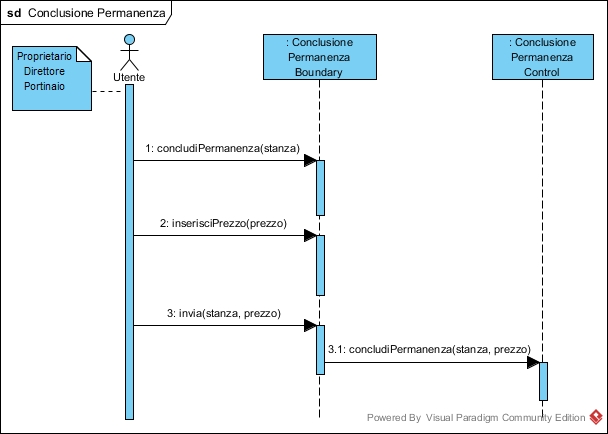 sd Conclusione Permanenza
Proprietario
Direttore
Portinaio
Utente
: Conclusione
Permanenza
Boundary
: Conclusione
Permanenza
Control
1: concludiPermanenza(stanza)
2: inserisciPrezzo(prezzo)
3: invia(stanza, prezzo)
3.1: concludiPermanenza(stanza, prezzo)
Powered By Visual Paradigm Community Edition